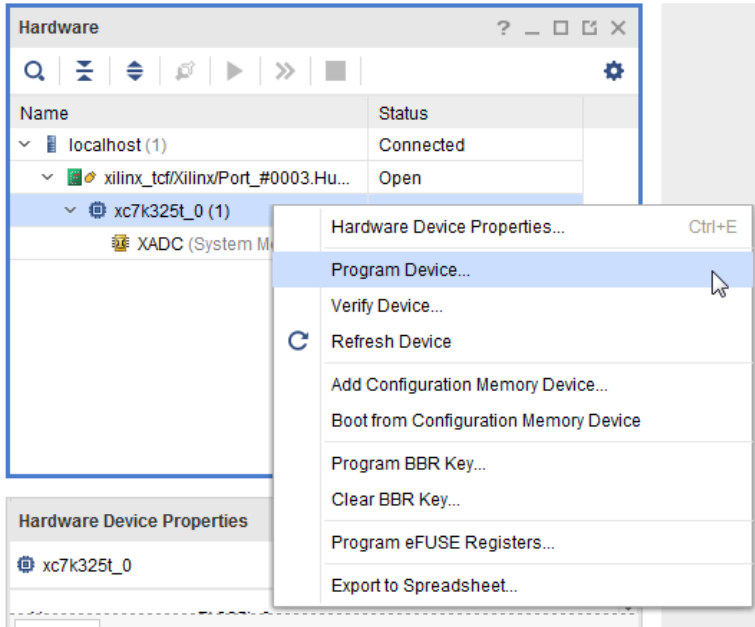 Hardware
Name Status
localhost (1) Connected
xilinx_tcf/Xilinx/Port_#0003.Hu... Open
xc7k325t_0 (1)
XADC (System M
Hardware Device Properties... Ctrl+E
Program Device...
Verify Device...
Refresh Device
Add Configuration Memory Device...
Boot from Configuration Memory Device
Program BBR Key...
Clear BBR Key...
Program eFUSE Registers...
Export to Spreadsheet...
Hardware Device Properties
xc7k325t_0